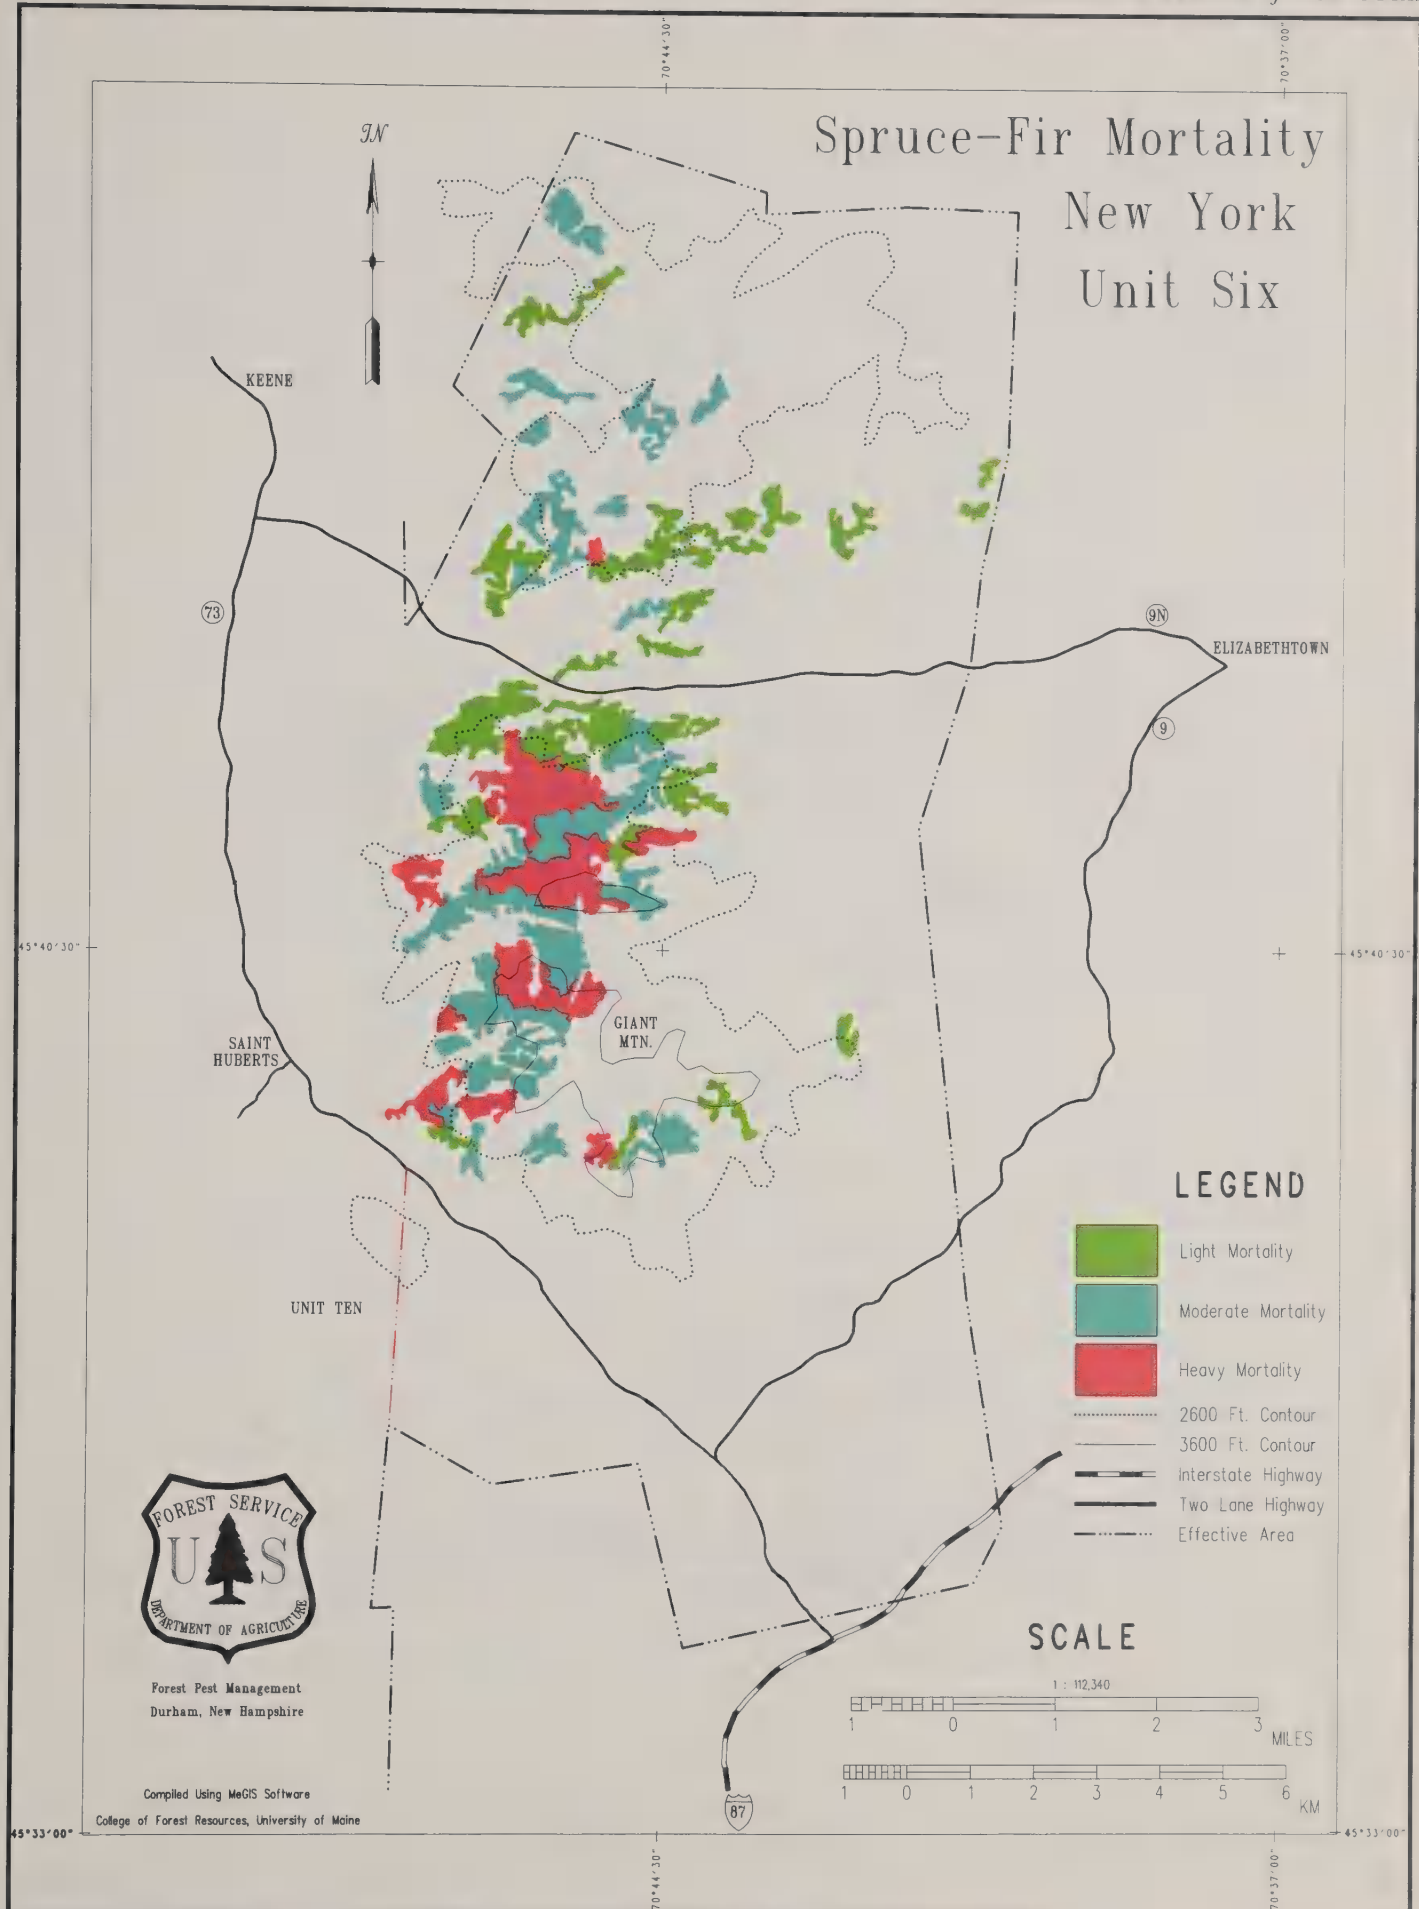 70°44'30"
70°37'00"
Spruce-Fir Mortality
New York
Unit Six
N
KEENE
73
9N
ELIZABETHTOWN
9
45°40'30"
45°40'30"
GIANT
MTN.
SAINT
HUBERTS
UNIT TEN
LEGEND
Light Mortality
Moderate Mortality
Heavy Mortality
2600 Ft. Contour
3600 Ft. Contour
Interstate Highway
Two Lane Highway
Effective Area
FOREST SERVICE
U S
DEPARTMENT OF AGRICULTURE
Forest Pest Management
Durham, New Hampshire
SCALE
1 : 112,340
1 0 1 2 3
MILES
1 0 1 2 3 4 5 6
KM
87
Compiled Using MeGIS Software
College of Forest Resources, University of Maine
45°33'00"
45°33'00"
70°44'30"
70°37'00"